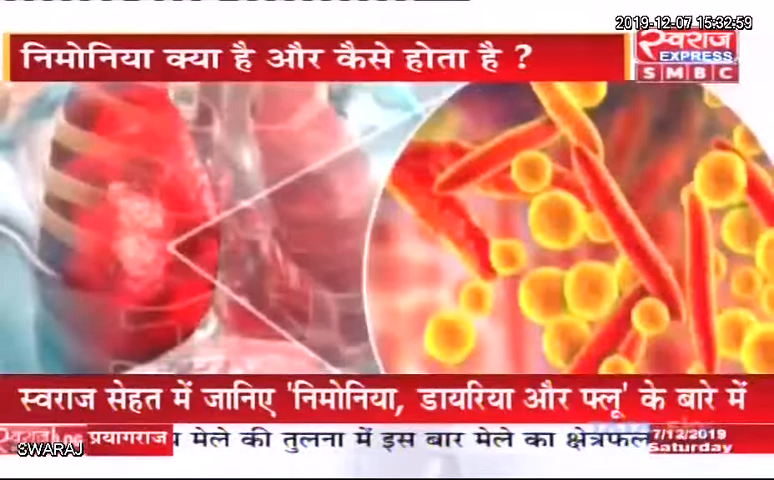 2019-12-07 15:32:59
निमोनिया क्या है और कैसे होता है ?
स्वराज
EXPRESS
SMBC
स्वराज सेहत में जानिए 'निमोनिया, डायरिया और फ्लू' के बारे में
प्रयागराज
मेले की तुलना में इस बार मेले का क्षेत्रफल
7/12/2019
Saturday
SWARAJ